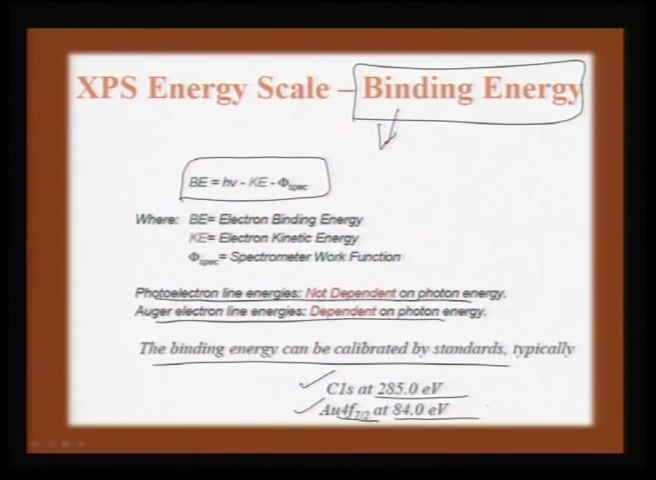 XPS Energy Scale – Binding Energy
BE = hν - KE - Φspec
Where: BE= Electron Binding Energy
KE= Electron Kinetic Energy
Φspec= Spectrometer Work Function
Photoelectron line energies: Not Dependent on photon energy.
Auger electron line energies: Dependent on photon energy.
The binding energy can be calibrated by standards, typically
C1s at 285.0 eV
Au4f7/2 at 84.0 eV